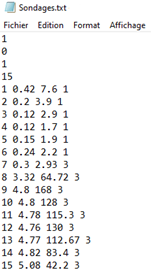 Sondages.txt
Fichier Edition Format Affichage
1
0
1
15
1 0.42 7.6 1
2 0.2 3.9 1
3 0.12 2.9 1
4 0.12 1.7 1
5 0.15 1.9 1
6 0.24 2.2 1
7 0.3 2.93 3
8 3.32 64.72 3
9 4.8 168 3
10 4.8 128 3
11 4.78 115.3 3
12 4.76 130 3
13 4.77 112.67 3
14 4.82 83.4 3
15 5.08 42.2 3